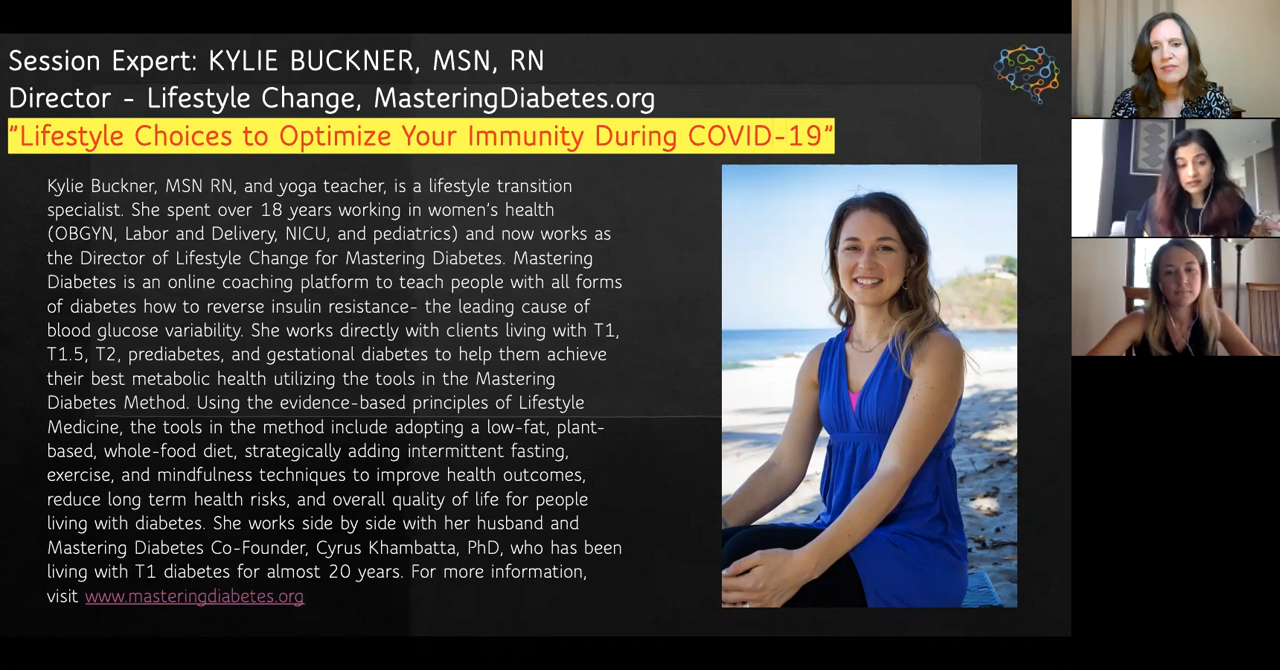 Session Expert: KYLIE BUCKNER, MSN, RN
Director - Lifestyle Change, MasteringDiabetes.org
"Lifestyle Choices to Optimize Your Immunity During COVID-19"
Kylie Buckner, MSN RN, and yoga teacher, is a lifestyle transition
specialist. She spent over 18 years working in women's health
(OBGYN, Labor and Delivery, NICU, and pediatrics) and now works as
the Director of Lifestyle Change for Mastering Diabetes. Mastering
Diabetes is an online coaching platform to teach people with all forms
of diabetes how to reverse insulin resistance- the leading cause of
blood glucose variability. She works directly with clients living with T1,
T1.5, T2, prediabetes, and gestational diabetes to help them achieve
their best metabolic health utilizing the tools in the Mastering
Diabetes Method. Using the evidence-based principles of Lifestyle
Medicine, the tools in the method include adopting a low-fat, plant-
based, whole-food diet, strategically adding intermittent fasting,
exercise, and mindfulness techniques to improve health outcomes,
reduce long term health risks, and overall quality of life for people
living with diabetes. She works side by side with her husband and
Mastering Diabetes Co-Founder, Cyrus Khambatta, PhD, who has been
living with T1 diabetes for almost 20 years. For more information,
visit www.masteringdiabetes.org